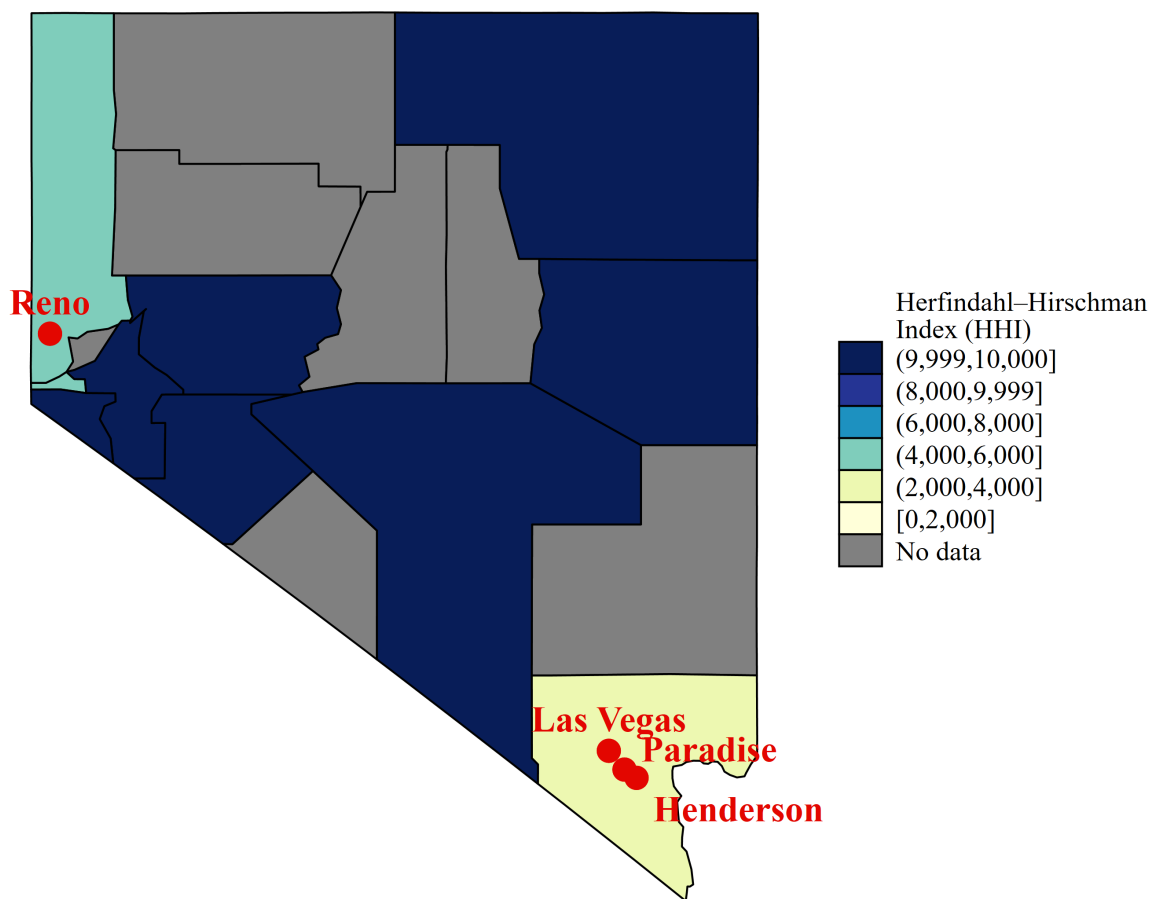 Reno
Las Vegas
Paradise
Henderson
Herfindahl–Hirschman
Index (HHI)
(9,999,10,000]
(8,000,9,999]
(6,000,8,000]
(4,000,6,000]
(2,000,4,000]
[0,2,000]
No data